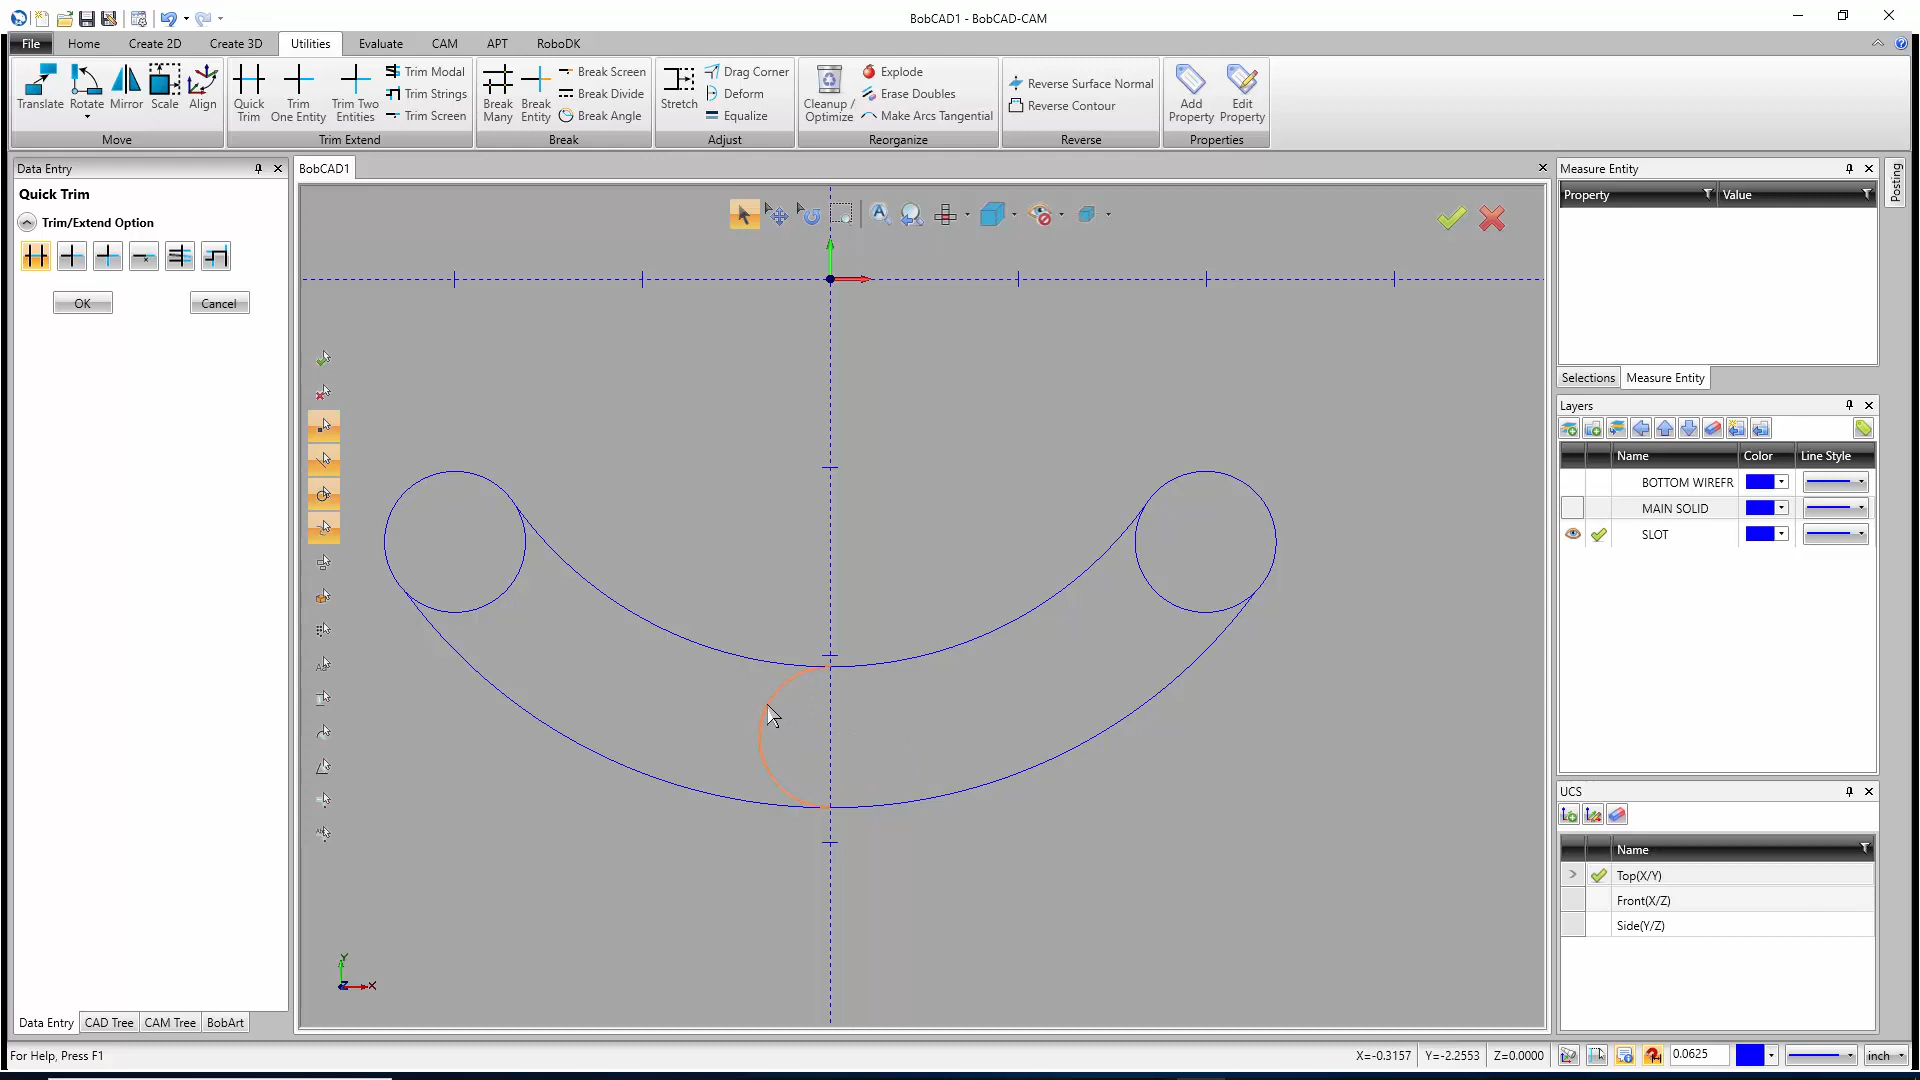 BobCAD1 - BobCAD-CAM
File Home Create 2D Create 3D Utilities Evaluate CAM APT RoboDK
Translate Rotate Mirror Scale Align
Move
Quick Trim
Trim One Entity
Trim Two Entities
Trim Modal
Trim Strings
Trim Screen
Trim Extend
Break Many
Break Entity
Break Screen
Break Divide
Break Angle
Break
Stretch
Drag Corner
Deform
Equalize
Adjust
Cleanup / Optimize
Explode
Erase Doubles
Make Arcs Tangential
Reorganize
Reverse Surface Normal
Reverse Contour
Reverse
Add Property
Edit Property
Properties
Data Entry
Quick Trim
Trim/Extend Option
OK Cancel
BobCAD1
Y
Z X
Data Entry CAD Tree CAM Tree BobArt
Measure Entity
Property Value
Posting
Selections Measure Entity
Layers
Name Color Line Style
BOTTOM WIREFR
MAIN SOLID
SLOT
UCS
Name
Top(X/Y)
Front(X/Z)
Side(Y/Z)
For Help, Press F1
X=-0.3157 Y=-2.2553 Z=0.0000 0.0625 inch